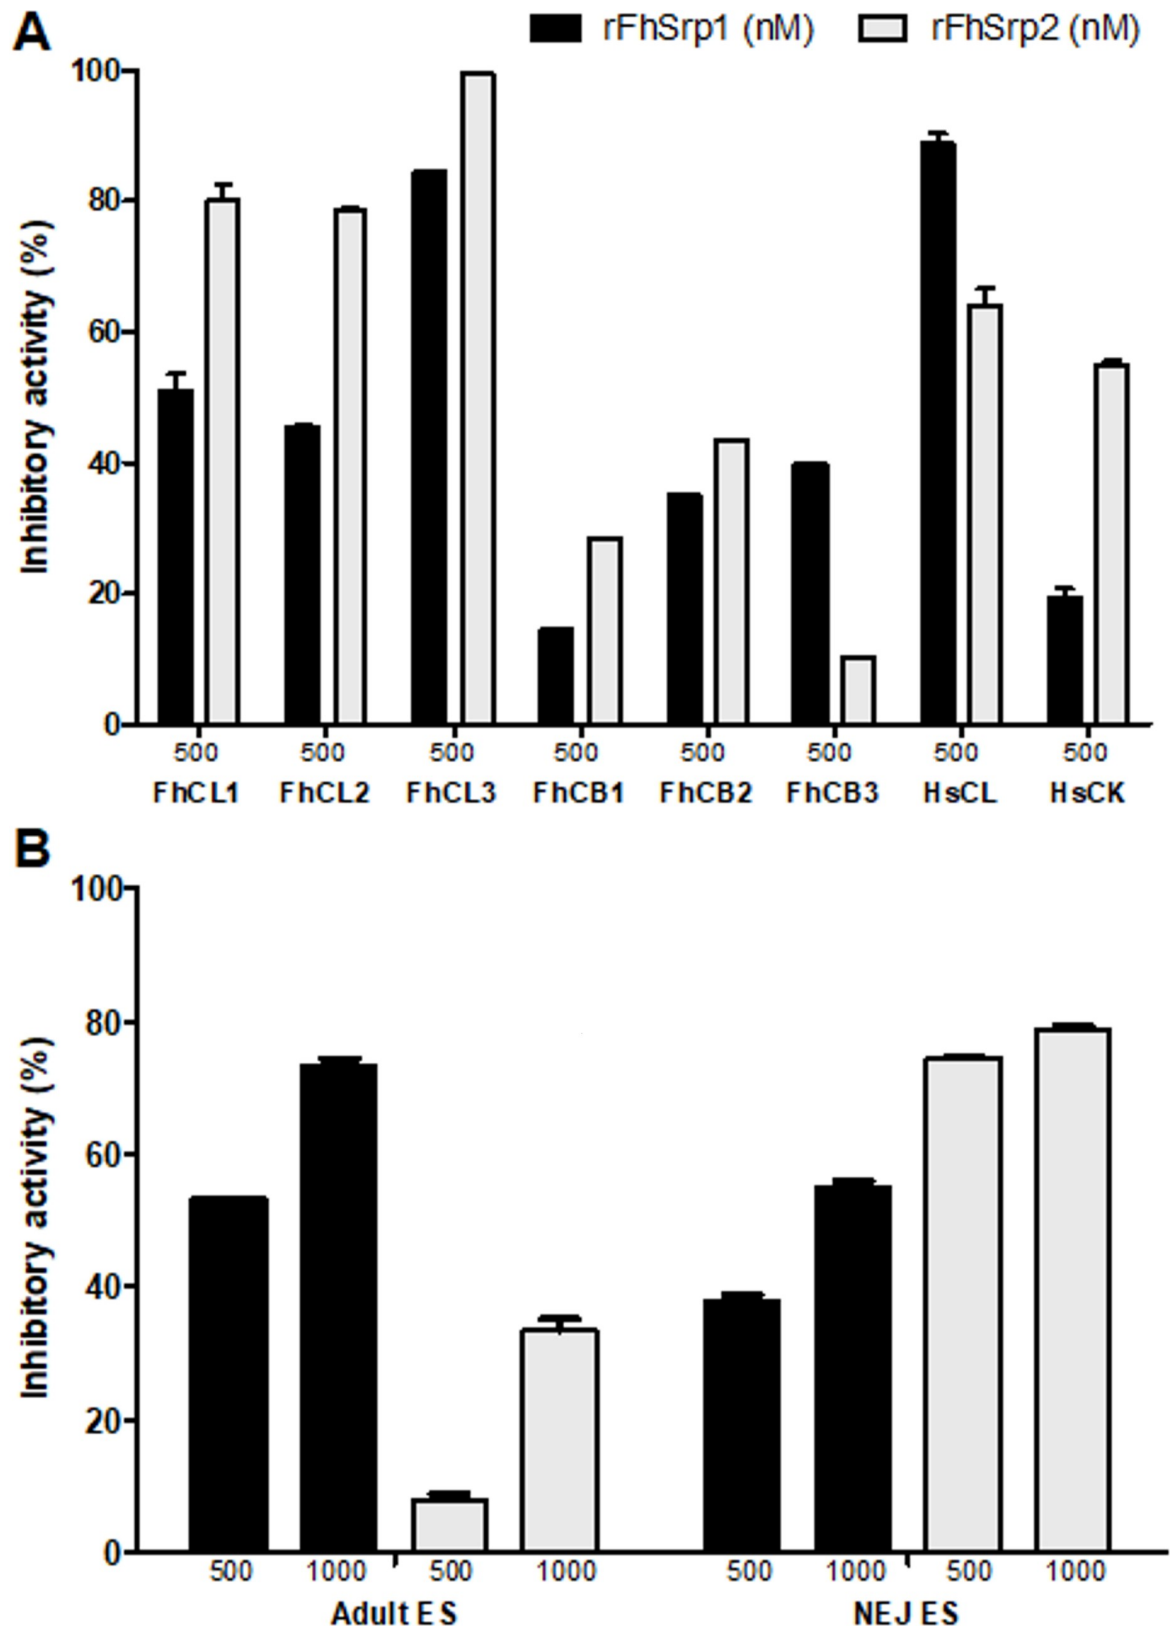 A
rFhSrp1 (nM) rFhSrp2 (nM)
Inhibitory activity (%)
100
80
60
40
20
0
500 500 500 500 500 500 500 500
FhCL1 FhCL2 FhCL3 FhCB1 FhCB2 FhCB3 HsCL HsCK
B
Inhibitory activity (%)
100
80
60
40
20
0
500 1000 500 1000 500 1000 500 1000
Adult ES NEJ ES